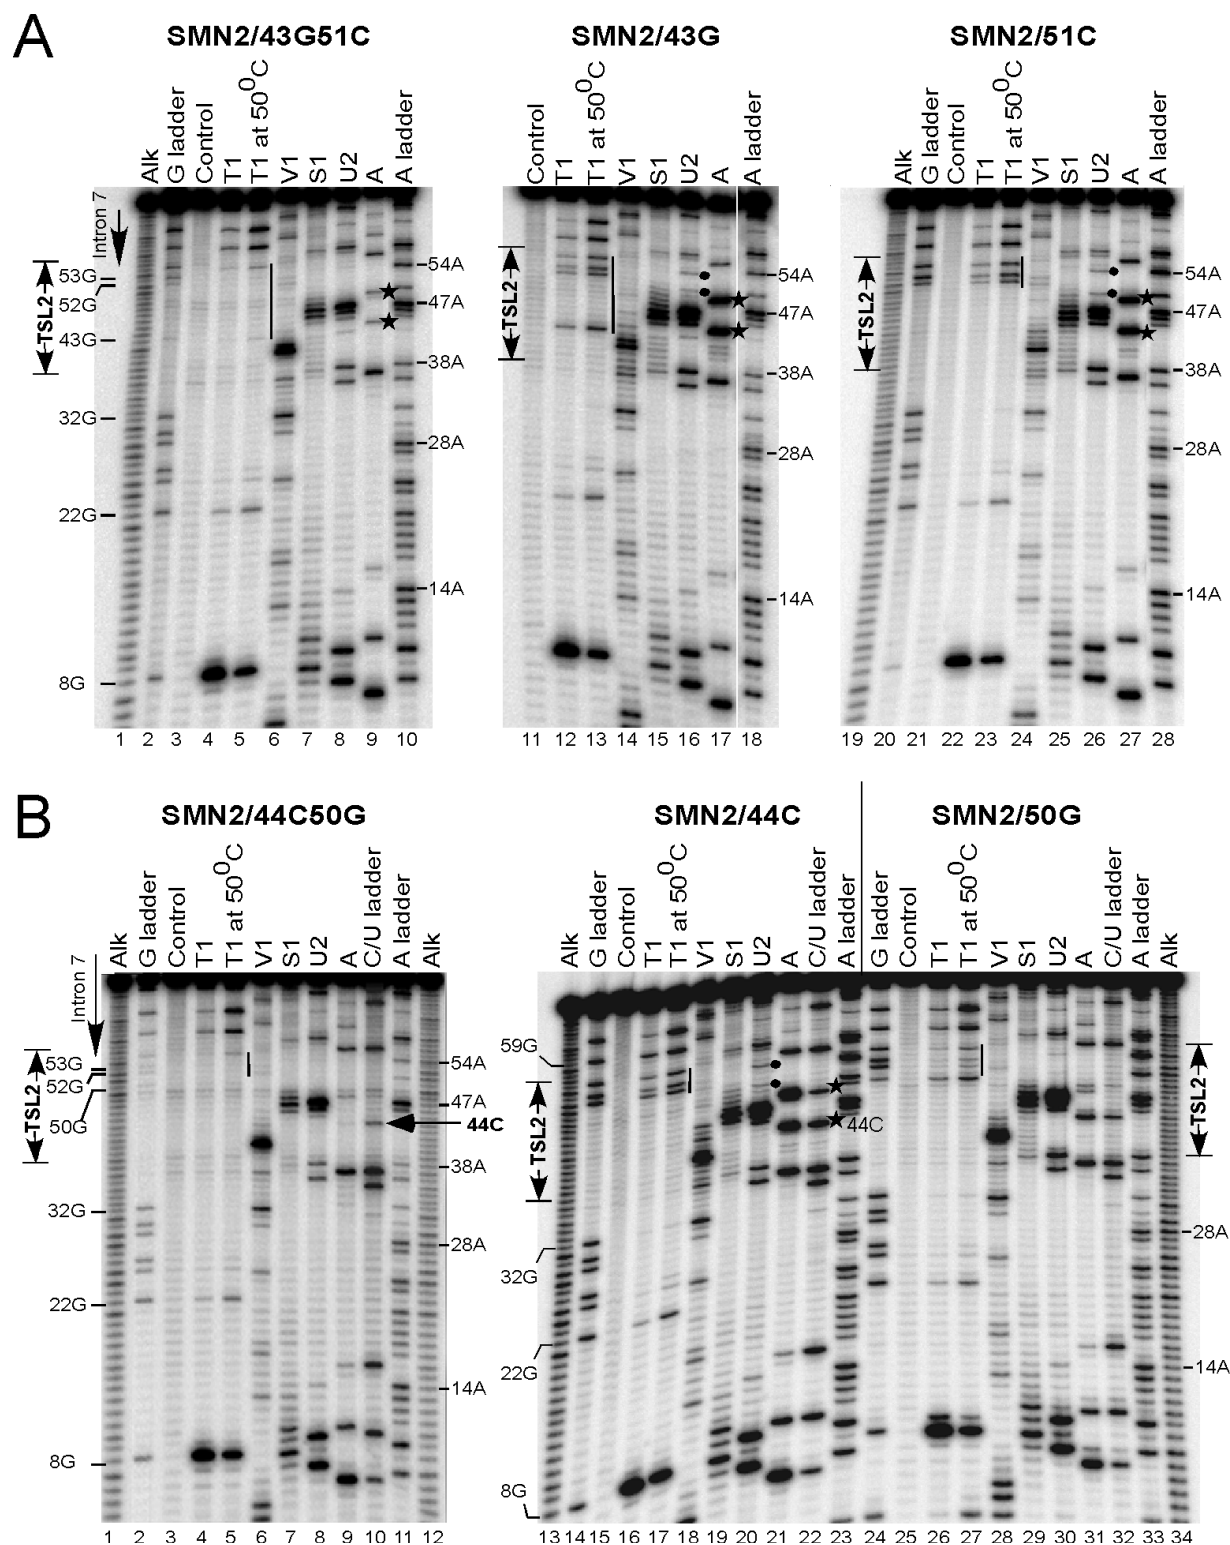 A
SMN2/43G51C
SMN2/43G
SMN2/51C
Alk
G ladder
Control
T1
T1 at 50⁰C
V1
S1
U2
A
A ladder
Control
T1
T1 at 50⁰C
V1
S1
U2
A
A ladder
Alk
G ladder
Control
T1
T1 at 50⁰C
V1
S1
U2
A
A ladder
Intron 7
TSL2
53G
52G
43G
32G
22G
8G
54A
47A
38A
28A
14A
TSL2
54A
47A
38A
28A
14A
TSL2
54A
47A
38A
28A
14A
1 2 3 4 5 6 7 8 9 10
11 12 13 14 15 16 17 18
19 20 21 22 23 24 25 26 27 28
B
SMN2/44C50G
SMN2/44C
SMN2/50G
Alk
G ladder
Control
T1
T1 at 50⁰C
V1
S1
U2
A
C/U ladder
A ladder
Alk
Alk
G ladder
Control
T1
T1 at 50⁰C
V1
S1
U2
A
C/U ladder
A ladder
G ladder
Control
T1
T1 at 50⁰C
V1
S1
U2
A
C/U ladder
A ladder
Alk
Intron 7
TSL2
53G
52G
50G
32G
22G
8G
54A
47A
44C
38A
28A
14A
59G
TSL2
32G
22G
8G
44C
TSL2
28A
14A
1 2 3 4 5 6 7 8 9 10 11 12
13 14 15 16 17 18 19 20 21 22 23 24 25 26 27 28 29 30 31 32 33 34